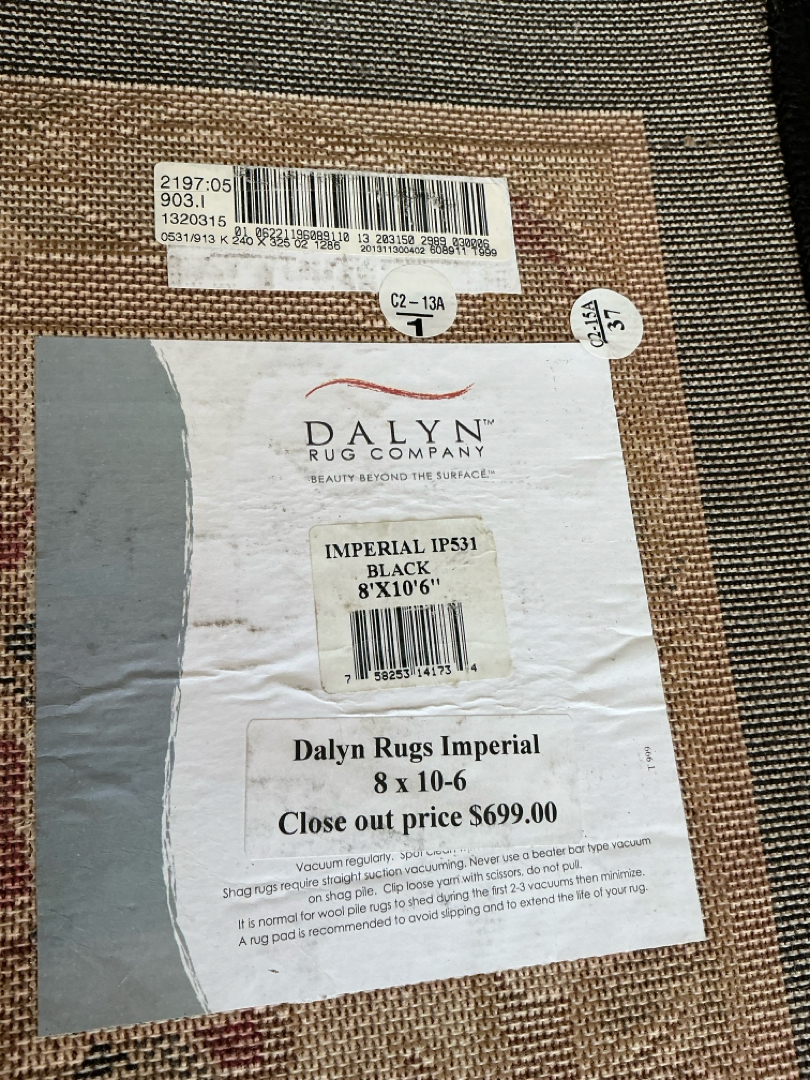 2197:05
903.I
1320315
01 06221196089110 13 203150 2989 030006
0531/913 K 240 X 325 02 1286 201311300402 608911 1999
C2-13A
1
C2-15A
37
DALYN™
RUG COMPANY
BEAUTY BEYOND THE SURFACE.™
IMPERIAL IP531
BLACK
8'X10'6"
7 58253 14173 4
Dalyn Rugs Imperial
8 x 10-6
Close out price $699.00
Vacuum regularly. Spot clean
Shag rugs require straight suction vacuuming. Never use a beater bar type vacuum
on shag pile. Clip loose yarn with scissors, do not pull.
It is normal for wool pile rugs to shed during the first 2-3 vacuums then minimize.
A rug pad is recommended to avoid slipping and to extend the life of your rug.